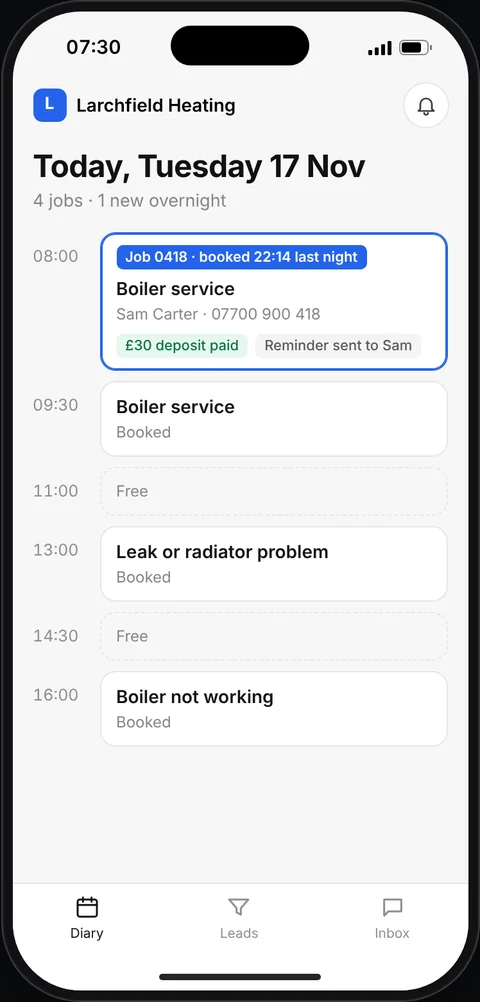 07:30
L
Larchfield Heating
Today, Tuesday 17 Nov
4 jobs · 1 new overnight
08:00
Job 0418 · booked 22:14 last night
Boiler service
Sam Carter · 07700 900 418
£30 deposit paid
Reminder sent to Sam
09:30
Boiler service
Booked
11:00
Free
13:00
Leak or radiator problem
Booked
14:30
Free
16:00
Boiler not working
Booked
Diary
Leads
Inbox